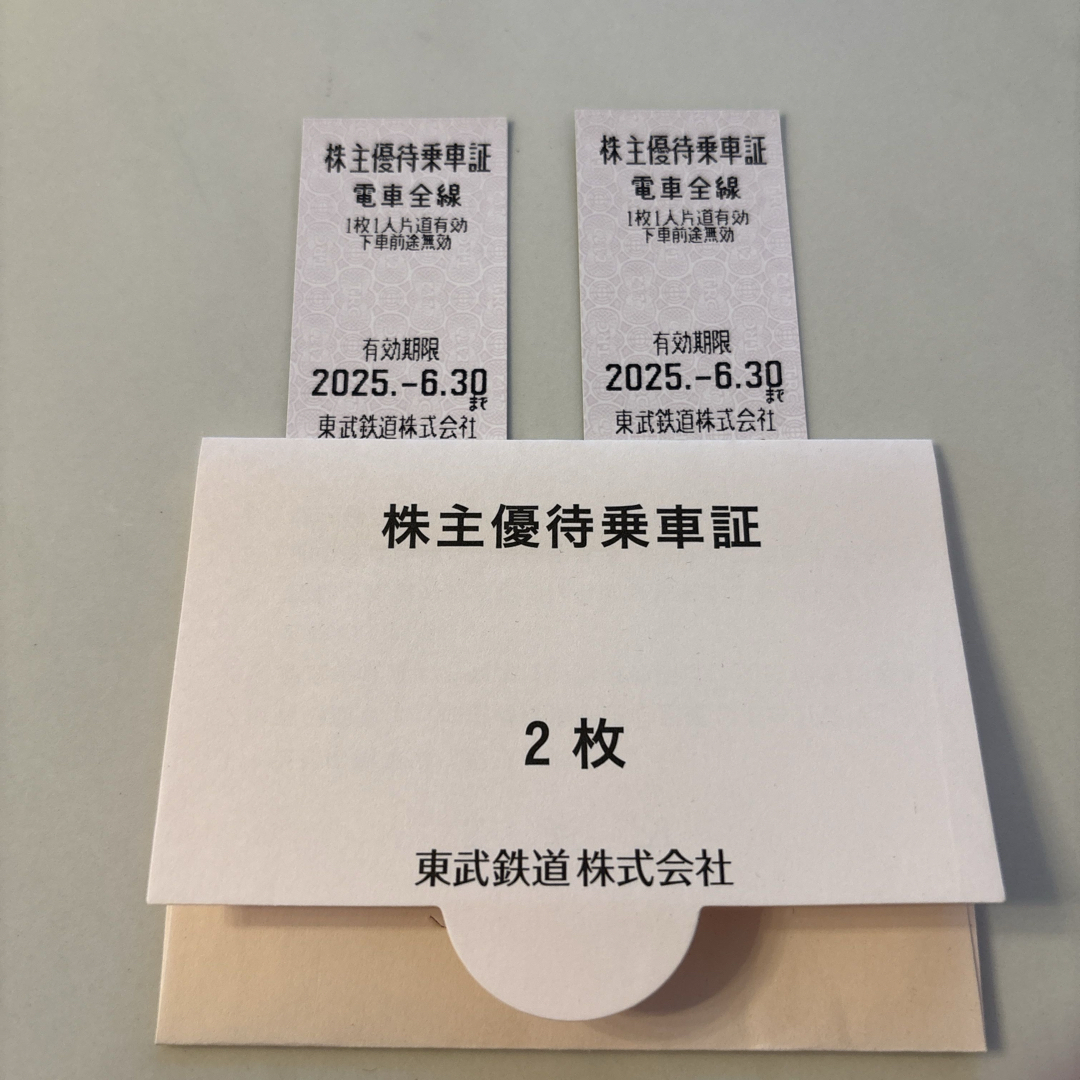 株主優待乗車証
電車全線
1枚1人片道有効
下車前途無効
有効期限
2025.-6.30まで
東武鉄道株式会社
株主優待乗車証
電車全線
1枚1人片道有効
下車前途無効
有効期限
2025.-6.30まで
東武鉄道株式会社
株主優待乗車証
2枚
東武鉄道株式会社